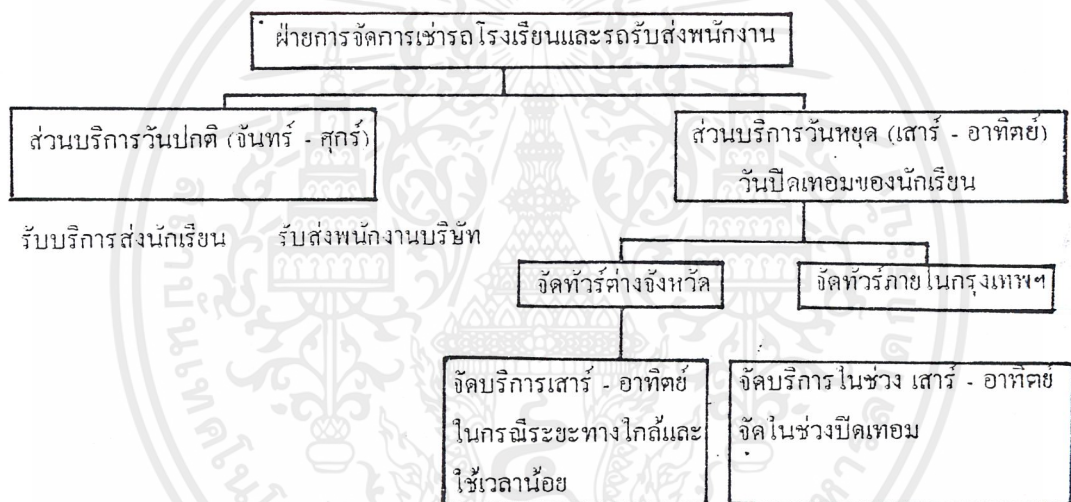 ฝ่ายการจัดการเช่ารถโรงเรียนและรถรับส่งพนักงาน
ส่วนบริการวันปกติ (จันทร์ - ศุกร์)
ส่วนบริการวันหยุด (เสาร์ - อาทิตย์)
วันปิดเทอมของนักเรียน
รับบริการส่งนักเรียน รับส่งพนักงานบริษัท
จัดทัวร์ต่างจังหวัด
จัดทัวร์ภายในกรุงเทพฯ
จัดบริการเสาร์ - อาทิตย์
ในกรณีระยะทางใกล้และ
ใช้เวลาน้อย
จัดบริการในช่วง เสาร์ - อาทิตย์
จัดในช่วงปิดเทอม